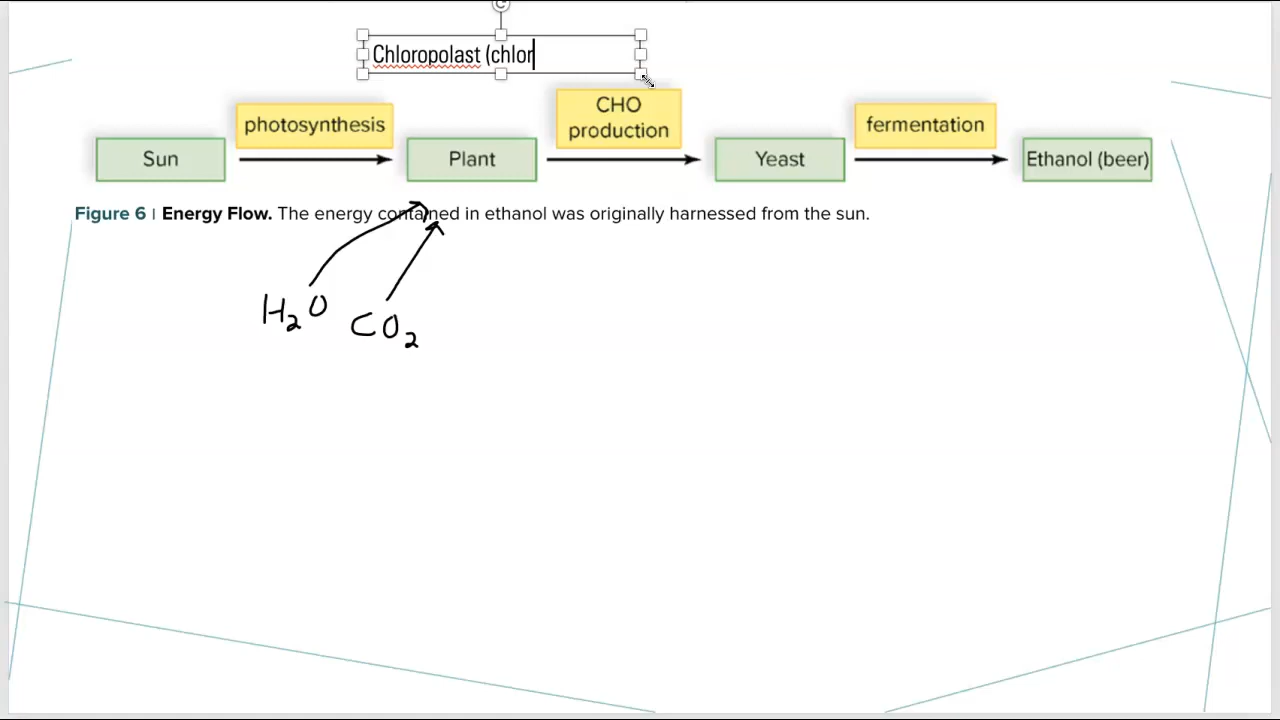 Chloropolast (chlor
photosynthesis
CHO
production
fermentation
Sun
Plant
Yeast
Ethanol (beer)
Figure 6 | Energy Flow. The energy contained in ethanol was originally harnessed from the sun.
H₂O
CO₂